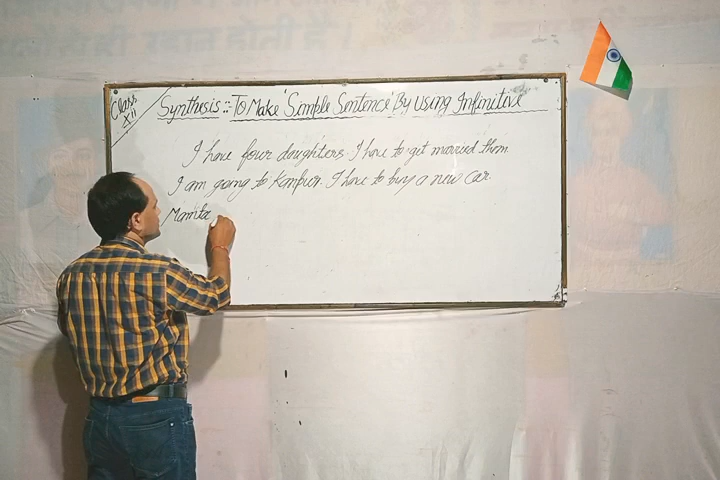 Class
XII
Synthesis :- To Make 'Simple Sentence' By Using Infinitive
I have four daughters. I have to get married them
I am going to Kanpur. I have to buy a new car.
Mamta